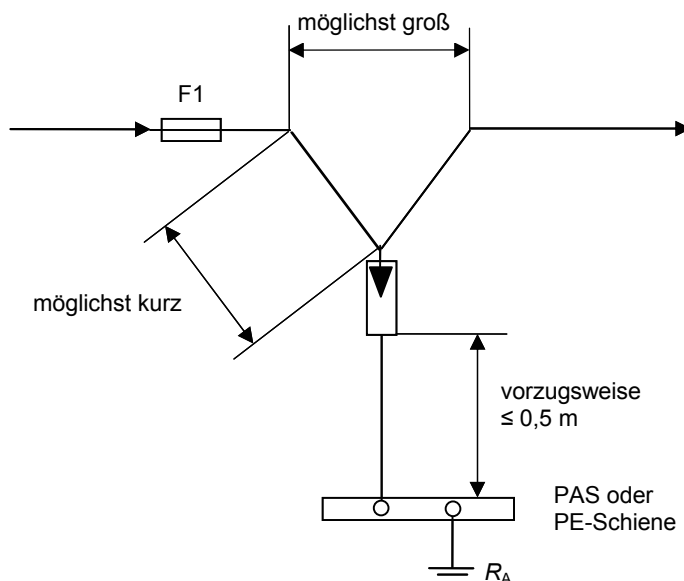 möglichst groß
F1
möglichst kurz
vorzugsweise
≤ 0,5 m
PAS oder
PE-Schiene
RA